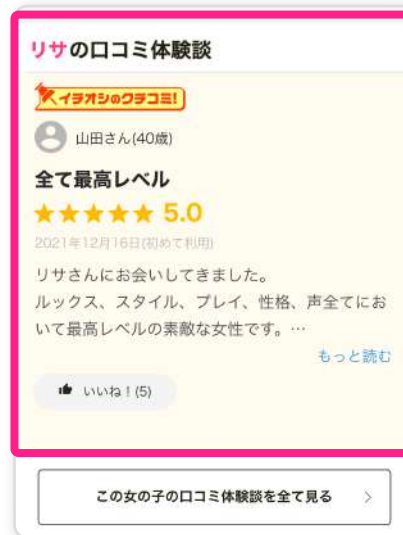 リサの口コミ体験談
イチオシのクチコミ!
山田さん(40歳)
全て最高レベル
★★★★★ 5.0
2021年12月16日(初めて利用)
リサさんにお会いしてきました。
ルックス、スタイル、プレイ、性格、声全てにお
いて最高レベルの素敵な女性です。…
もっと読む
いいね！(5)
この女の子の口コミ体験談を全て見る